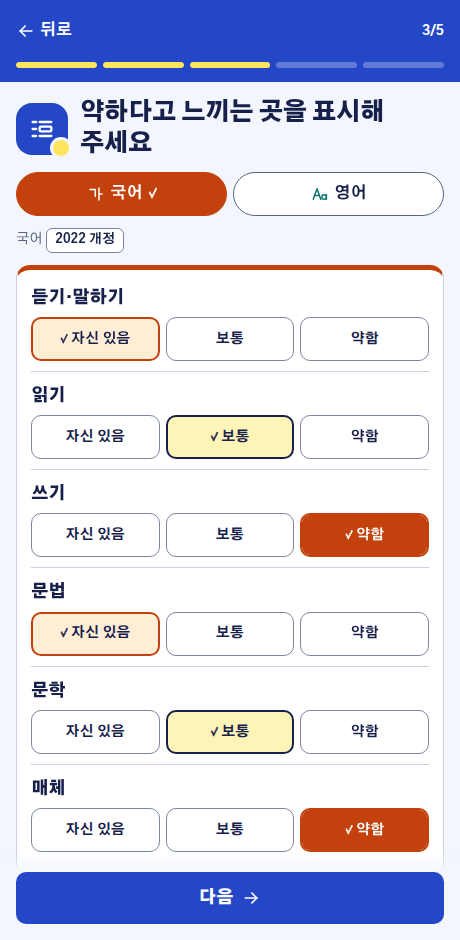 ← 뒤로
3/5
약하다고 느끼는 곳을 표시해
주세요
가 국어 ✓
Aa 영어
국어 2022 개정
듣기·말하기
✓ 자신 있음 보통 약함
읽기
자신 있음 ✓ 보통 약함
쓰기
자신 있음 보통 ✓ 약함
문법
✓ 자신 있음 보통 약함
문학
자신 있음 ✓ 보통 약함
매체
자신 있음 보통 ✓ 약함
다음 →